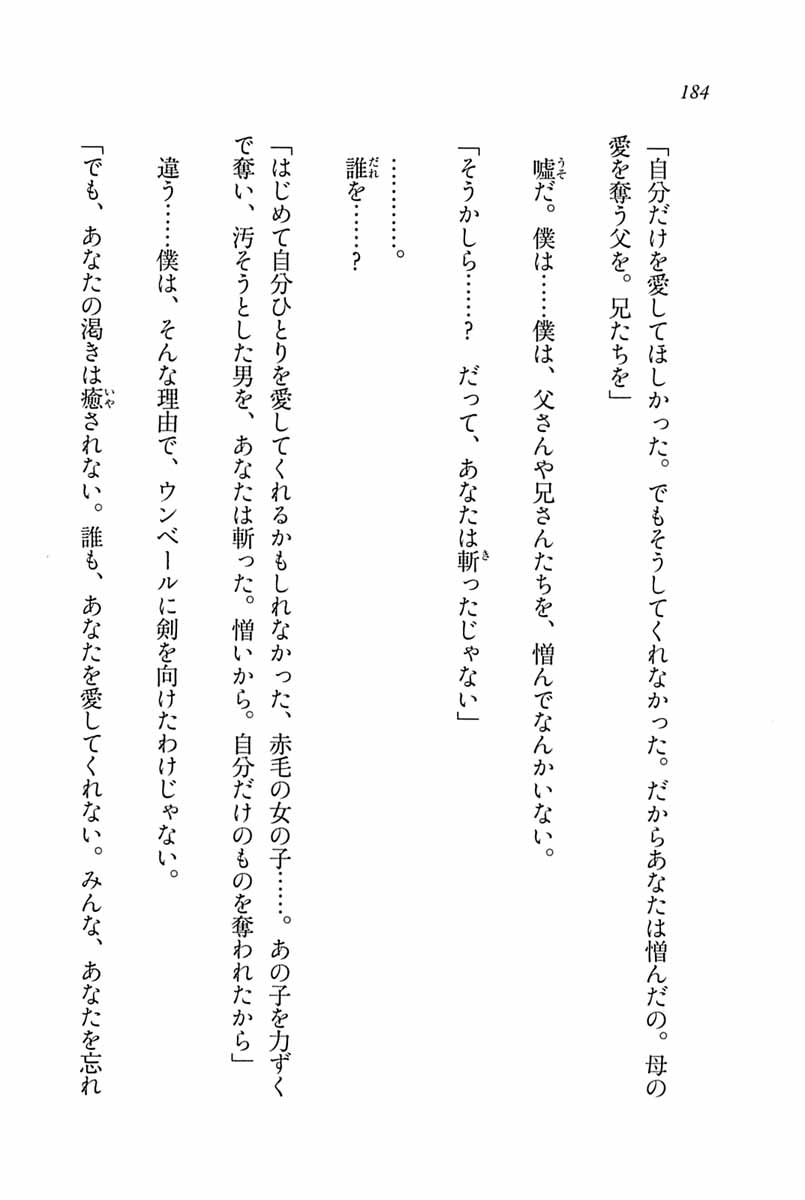 184
「自分だけを愛してほしかった。でもそうしてくれなかった。だからあなたは憎んだの。母の
愛を奪う父を。兄たちを」
嘘だ。僕は……僕は、父さんや兄さんたちを、憎んでなんかいない。
「そうかしら……？　だって、あなたは斬ったじゃない」
…………。
誰を……？
「はじめて自分ひとりを愛してくれるかもしれなかった、赤毛の女の子……。あの子を力ずく
で奪い、汚そうとした男を、あなたは斬った。憎いから。自分だけのものを奪われたから」
違う……僕は、そんな理由で、ウンベールに剣を向けたわけじゃない。
「でも、あなたの渇きは癒されない。誰も、あなたを愛してくれない。みんな、あなたを忘れ